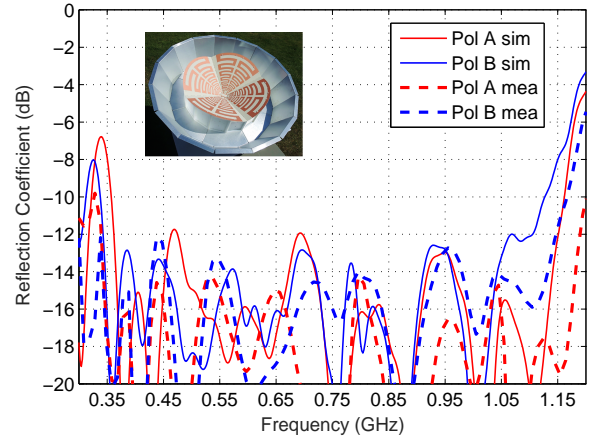 0
−2
−4
−6
−8
−10
−12
−14
−16
−18
−20
Reflection Coefficient (dB)
Pol A sim
Pol B sim
Pol A mea
Pol B mea
0.35 0.45 0.55 0.65 0.75 0.85 0.95 1.05 1.15
Frequency (GHz)